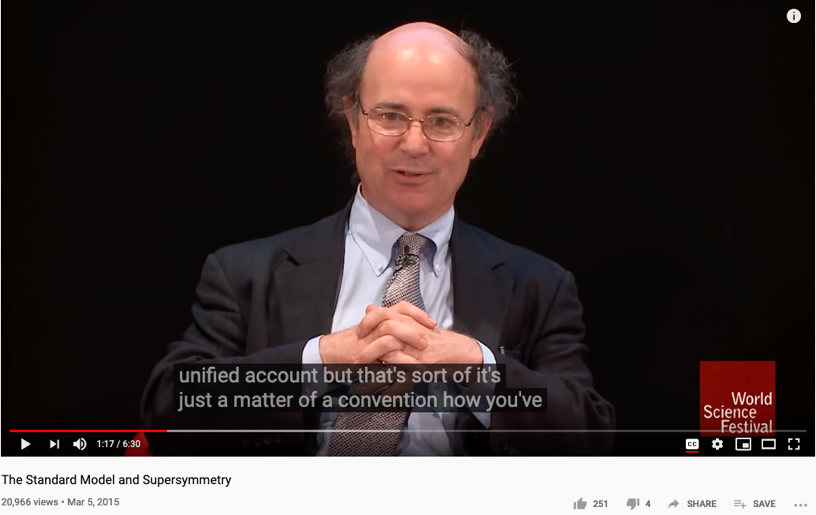 unified account but that's sort of it's
just a matter of a convention how you've
World
Science
Festival
1:17 / 6:30
CC
The Standard Model and Supersymmetry
20,966 views • Mar 5, 2015
251
4
SHARE
SAVE